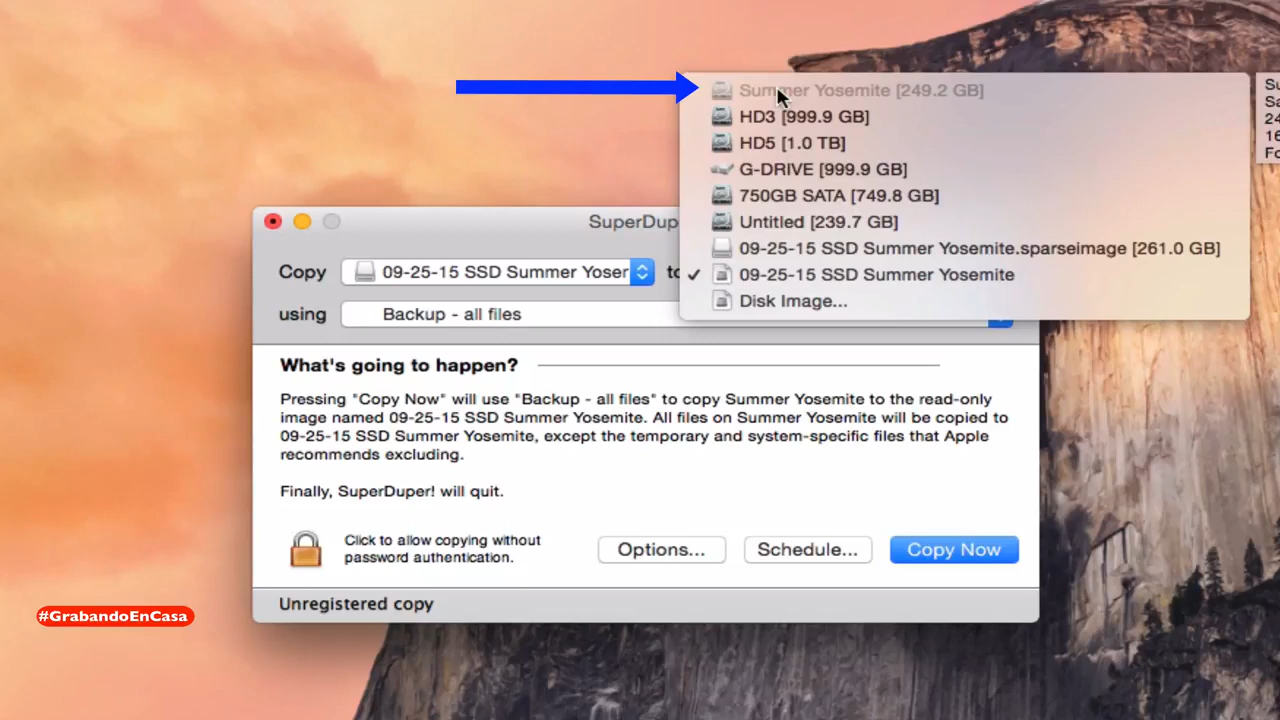 Summer Yosemite [249.2 GB]
HD3 [999.9 GB]
HD5 [1.0 TB]
G-DRIVE [999.9 GB]
750GB SATA [749.8 GB]
Untitled [239.7 GB]
09-25-15 SSD Summer Yosemite.sparseimage [261.0 GB]
✓ 09-25-15 SSD Summer Yosemite
Disk Image...
Su
Sa
24
16
Fo
SuperDup
Copy 09-25-15 SSD Summer Yoser to
using Backup - all files
What's going to happen?
Pressing "Copy Now" will use "Backup - all files" to copy Summer Yosemite to the read-only
image named 09-25-15 SSD Summer Yosemite. All files on Summer Yosemite will be copied to
09-25-15 SSD Summer Yosemite, except the temporary and system-specific files that Apple
recommends excluding.
Finally, SuperDuper! will quit.
Click to allow copying without
password authentication.
Options... Schedule... Copy Now
Unregistered copy
#GrabandoEnCasa